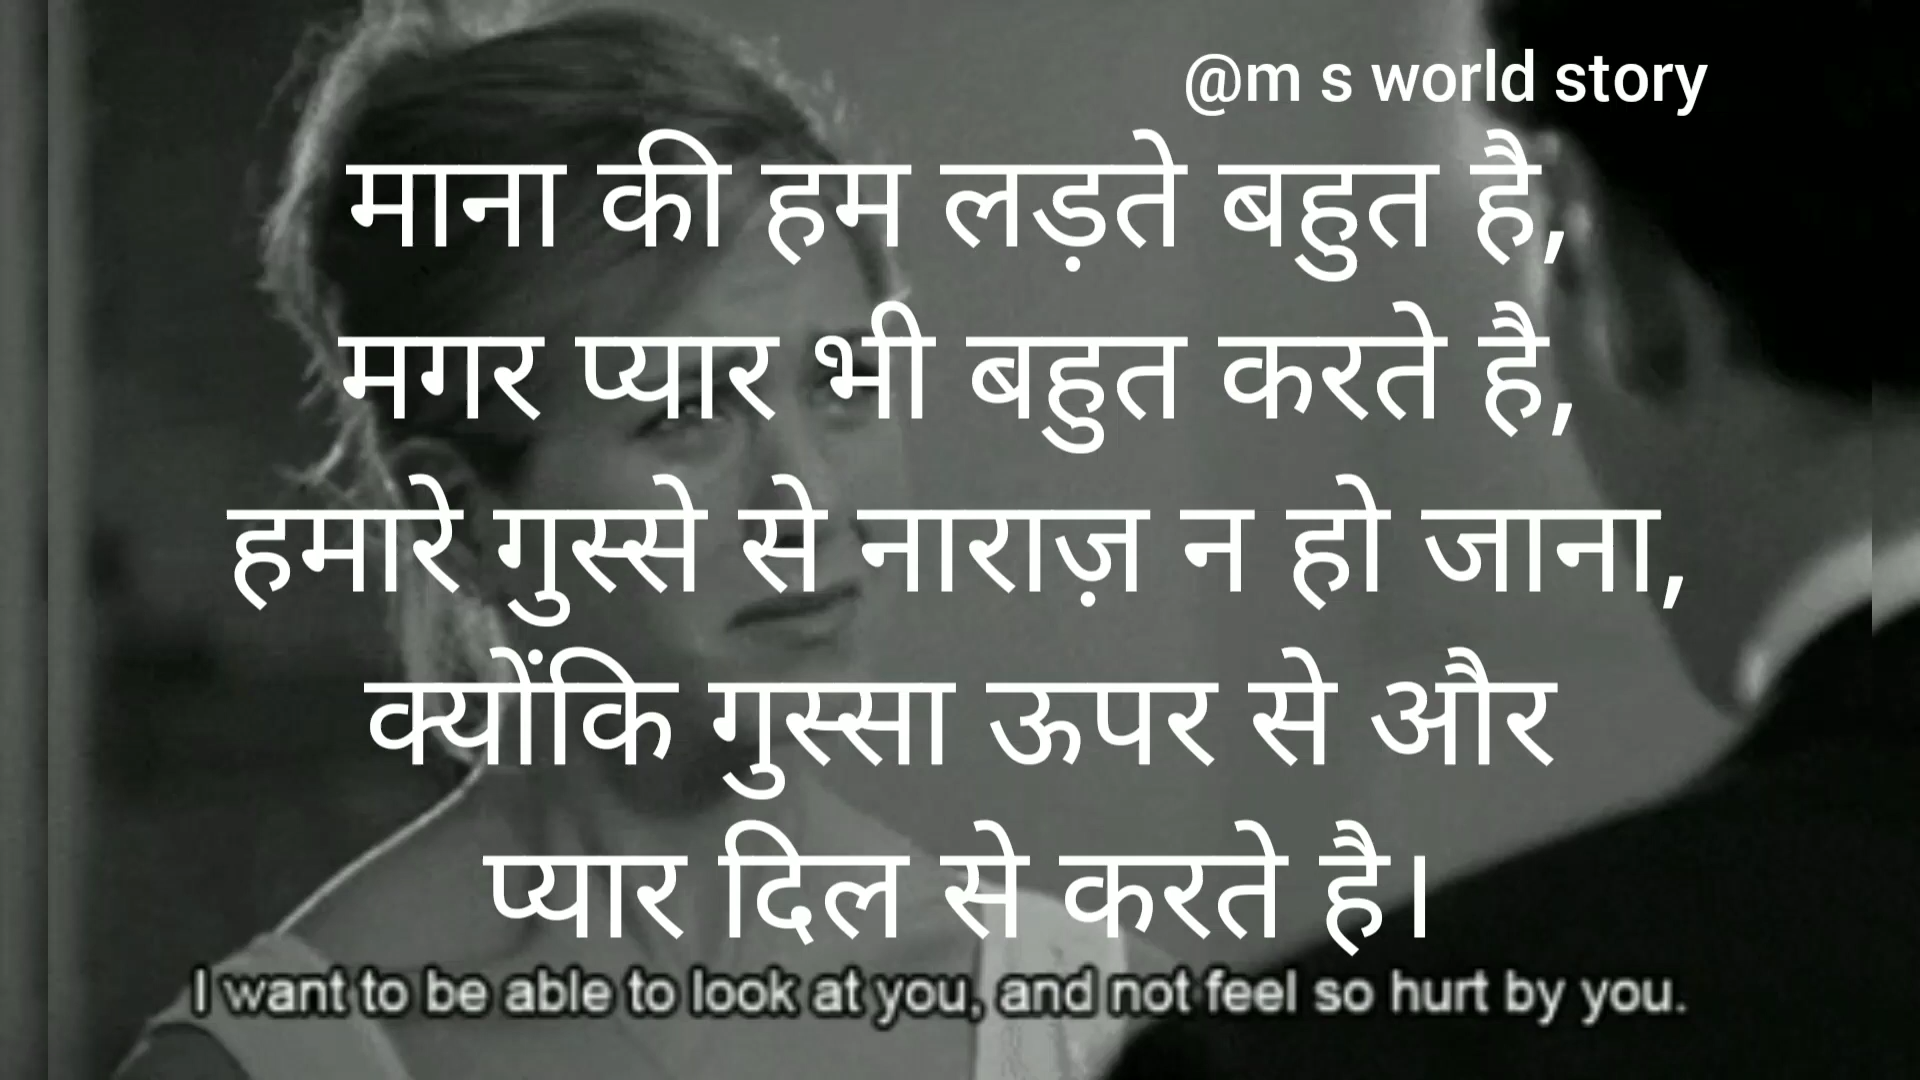 @m s world story
माना की हम लड़ते बहुत है,
मगर प्यार भी बहुत करते है,
हमारे गुस्से से नाराज़ न हो जाना,
क्योंकि गुस्सा ऊपर से और
प्यार दिल से करते है।
I want to be able to look at you, and not feel so hurt by you.